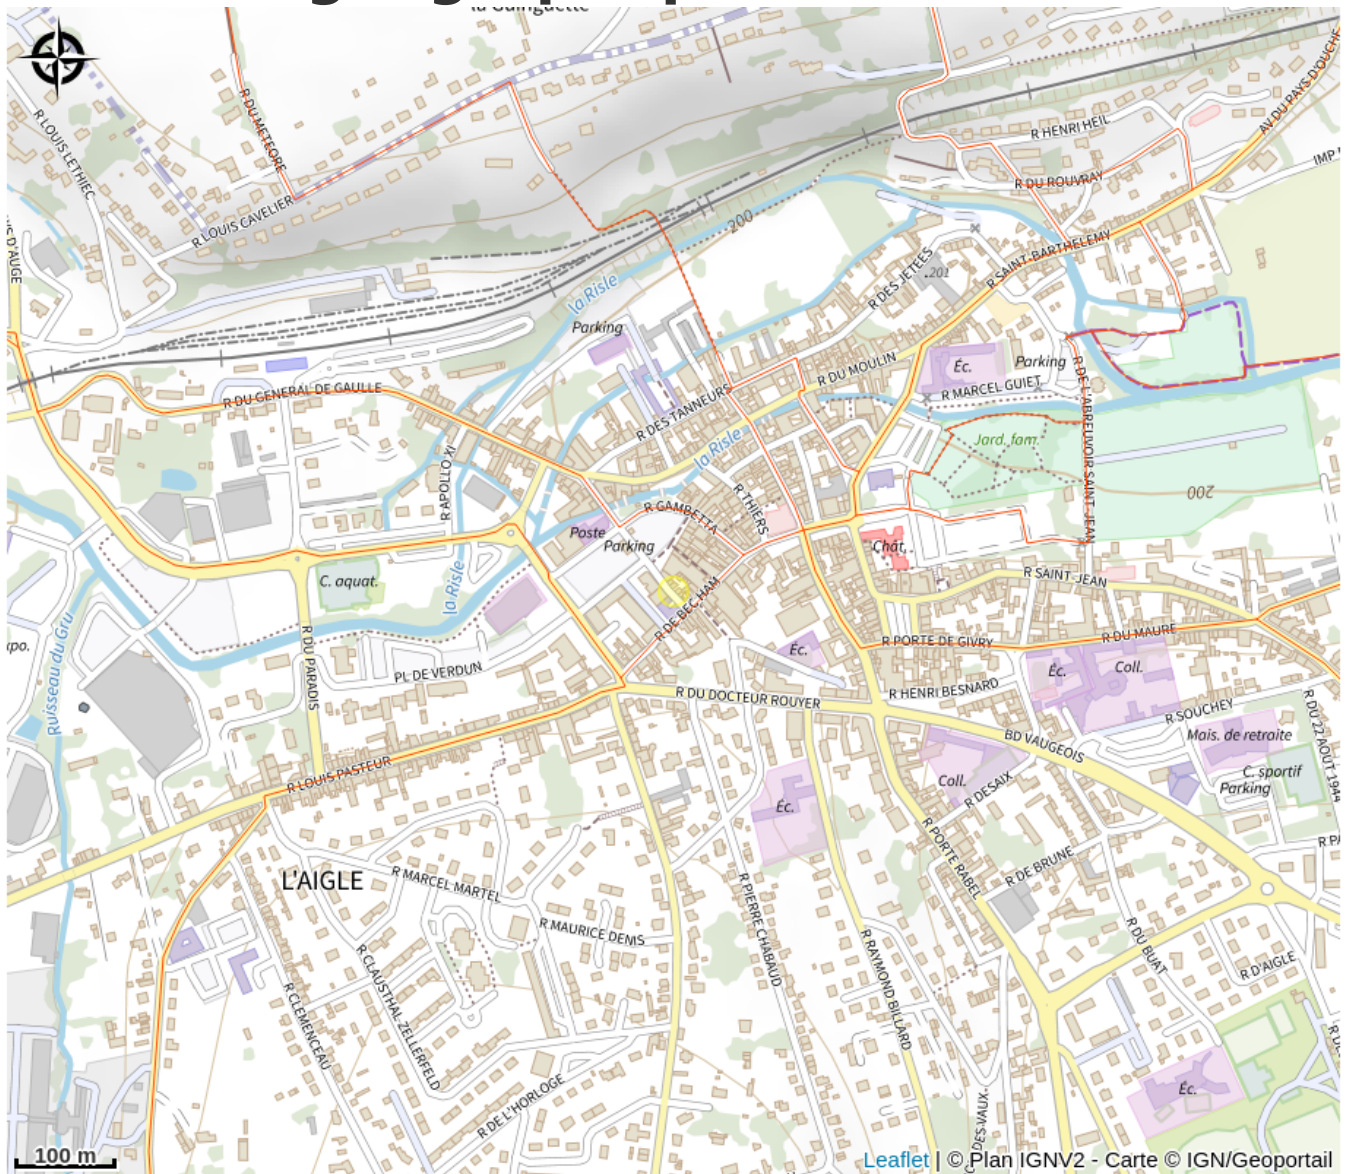 la Guinguette
R DU METEORE
R LOUIS LETHIEC
R HENRI HEIL
AV DU PAYS D'OUCHE
R DU ROUVRAY
R LOUIS CAVELIER
200
R SAINT-BARTHELEMY
R DES JETEES
201
la Risle
Parking
R DU MOULIN
Éc.
Parking
R MARCEL GUIET
R DU GENERAL DE GAULLE
R DES TANNEURS
R DE L'ABREUVOIR SAINT-JEAN
la Risle
Jard. fam.
R APOLLO XI
R THIERS
200
R GAMBETTA
Poste
Parking
Chât.
C. aquat.
la Risle
R DE BEC HAM
R SAINT-JEAN
R DU MAURE
R PORTE DE GIVRY
Ruisseau du Gru
R DU PARADIS
PL DE VERDUN
Éc.
Éc.
Coll.
R HENRI BESNARD
R DU DOCTEUR ROUYER
R SOUCHEY
R DU 22 AOUT 1944
BD VAUGEOIS
Mais. de retraite
R LOUIS PASTEUR
Coll.
R DESAIX
C. sportif
Parking
Éc.
R PORTE RABEL
L'AIGLE
R MARCEL MARTEL
R DE BRUNE
R PIERRE CHABAUD
R MAURICE DENIS
R DU BUAT
R D'AIGLE
R RAYMOND BILLARD
R CLAUSTHAL-ZELLERFELD
R CLEMENCEAU
R DE L'HORLOGE
Éc.
100 m
Leaflet | © Plan IGNV2 - Carte © IGN/Geoportail